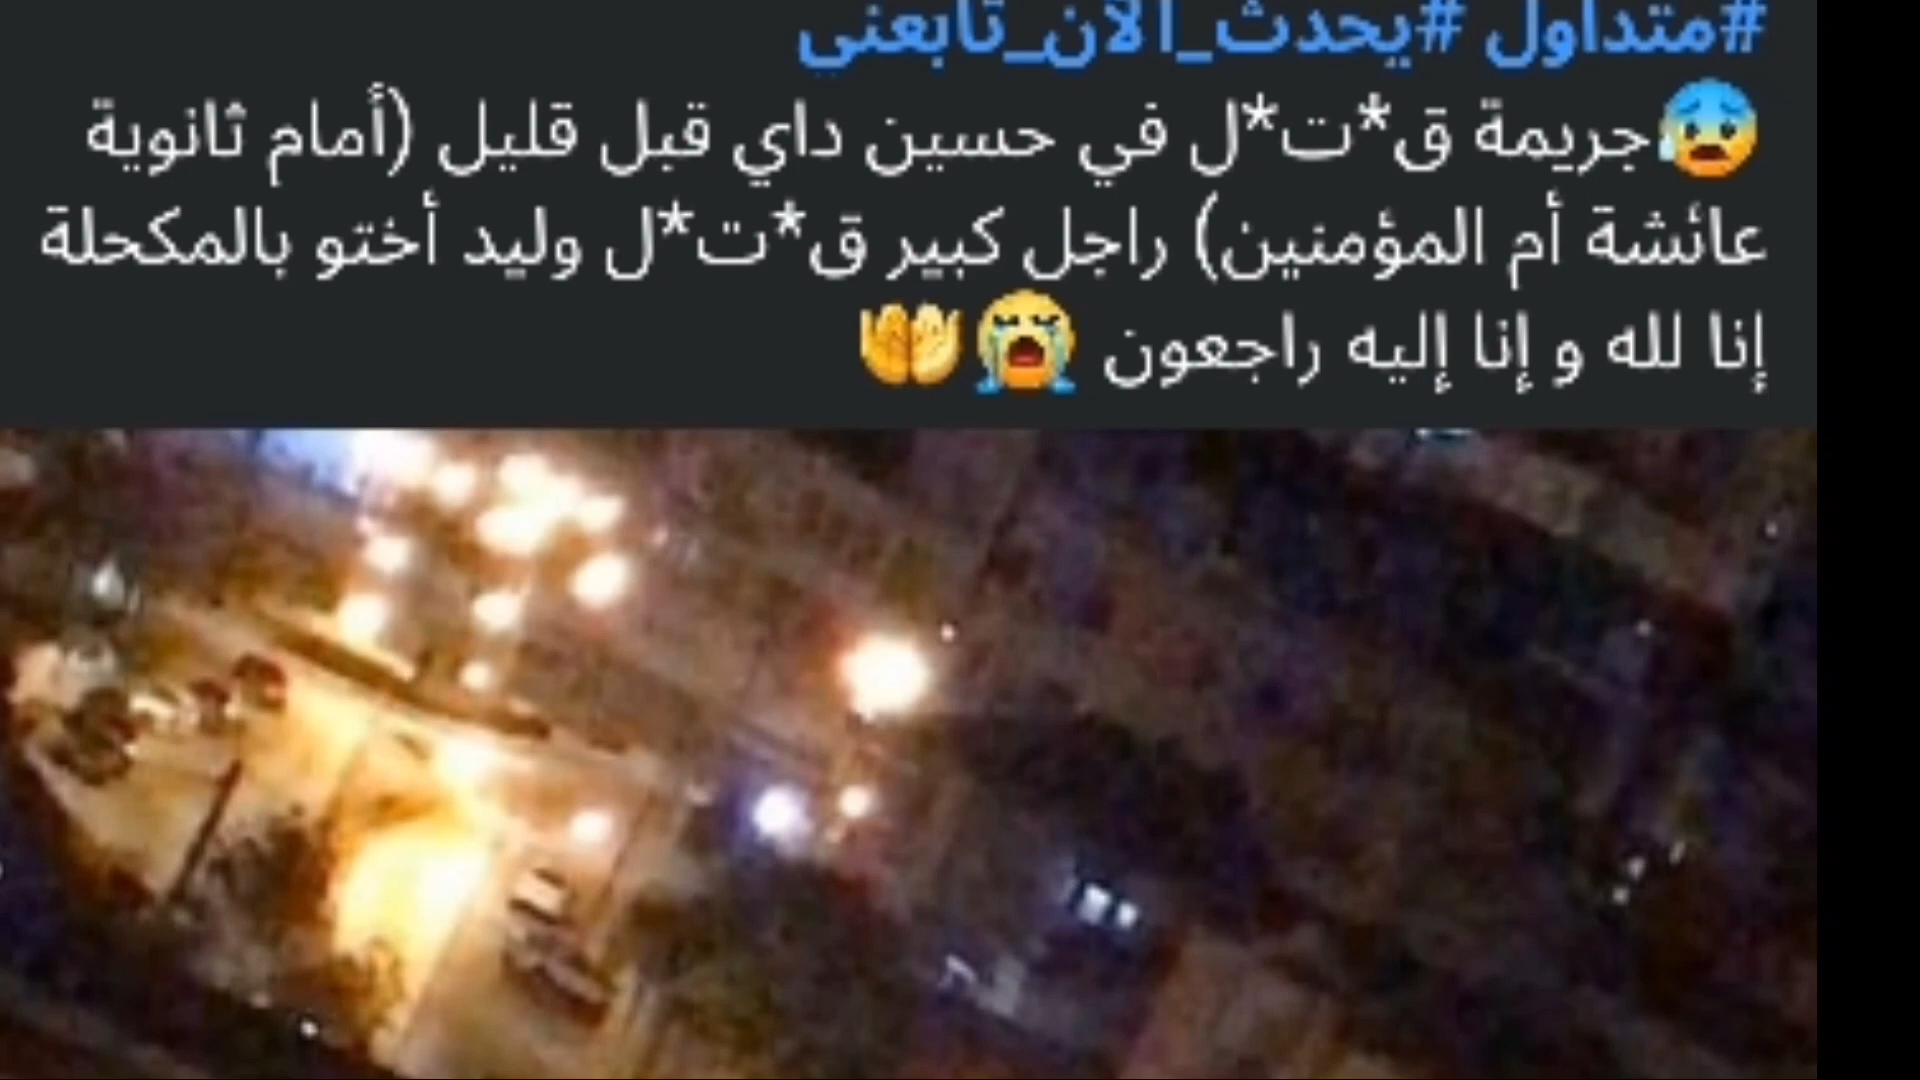 #متداول #يحدث_الآن_تابعني
😰جريمة ق*ت*ل في حسين داي قبل قليل (أمام ثانوية
عائشة أم المؤمنين) راجل كبير ق*ت*ل وليد أختو بالمكحلة
إنا لله و إنا إليه راجعون 😭🤲